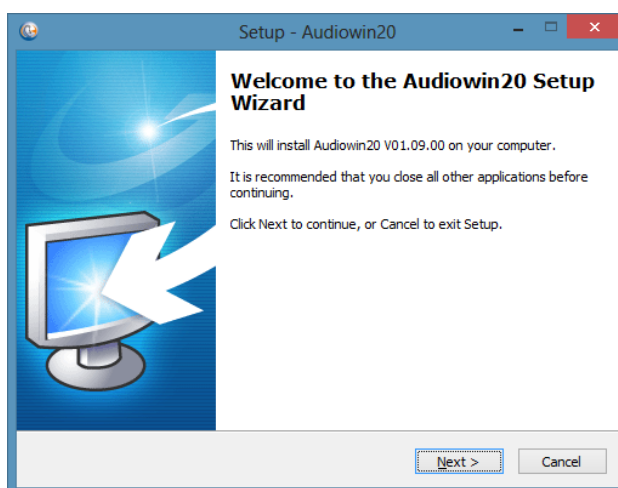 Setup - Audiowin20
Welcome to the Audiowin20 Setup
Wizard
This will install Audiowin20 V01.09.00 on your computer.
It is recommended that you close all other applications before
continuing.
Click Next to continue, or Cancel to exit Setup.
Next >
Cancel